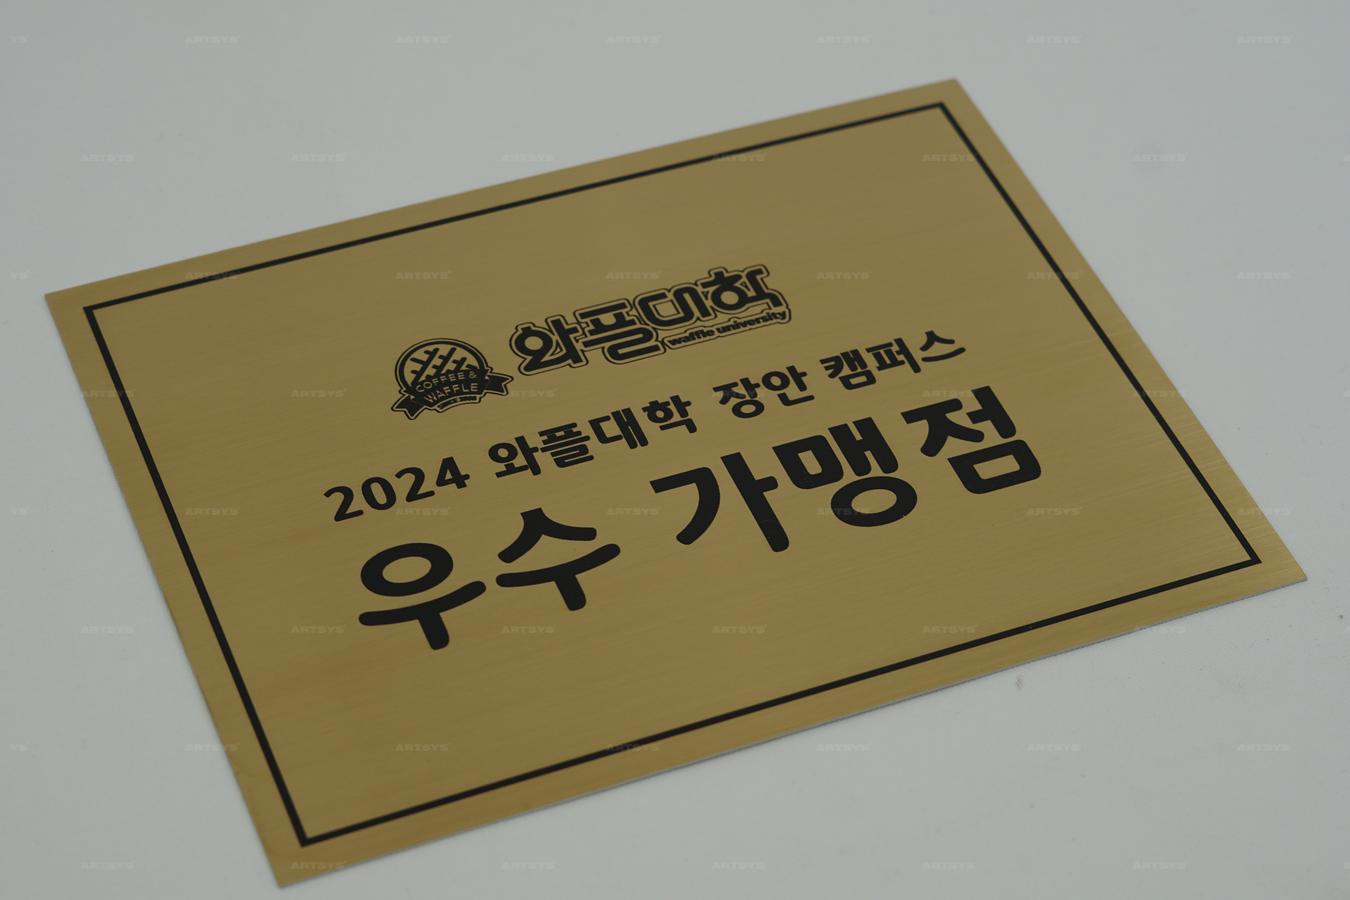 와플대학
waffle university
COFFEE &
WAFFLE
2024 와플대학 장안 캠퍼스
우수 가맹점
ARTSYS